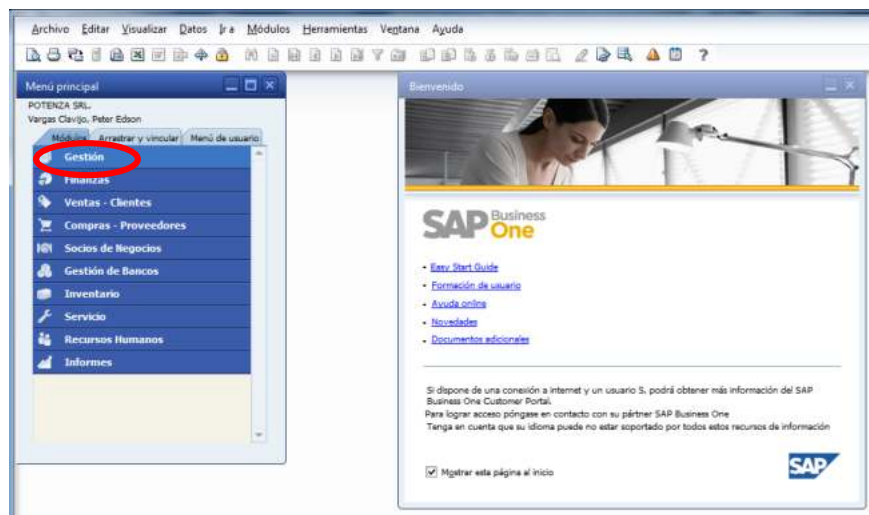 Archivo Editar Visualizar Datos Ir a Módulos Herramientas Ventana Ayuda
Menú principal
POTENZA SRL.
Vargas Clavijo, Peter Edson
Módulos Arrastrar y vincular Menú de usuario
Gestión
Finanzas
Ventas - Clientes
Compras - Proveedores
Socios de Negocios
Gestión de Bancos
Inventario
Servicio
Recursos Humanos
Informes
Bienvenido
SAP Business One
Easy Start Guide
Formación de usuario
Ayuda online
Novedades
Documentos adicionales
Si dispone de una conexión a internet y un usuario S. podrá obtener más información del SAP
Business One Customer Portal.
Para lograr acceso póngase en contacto con su pártner SAP Business One
Tenga en cuenta que su idioma puede no estar soportado por todos estos recursos de información
Mostrar esta página al inicio
SAP